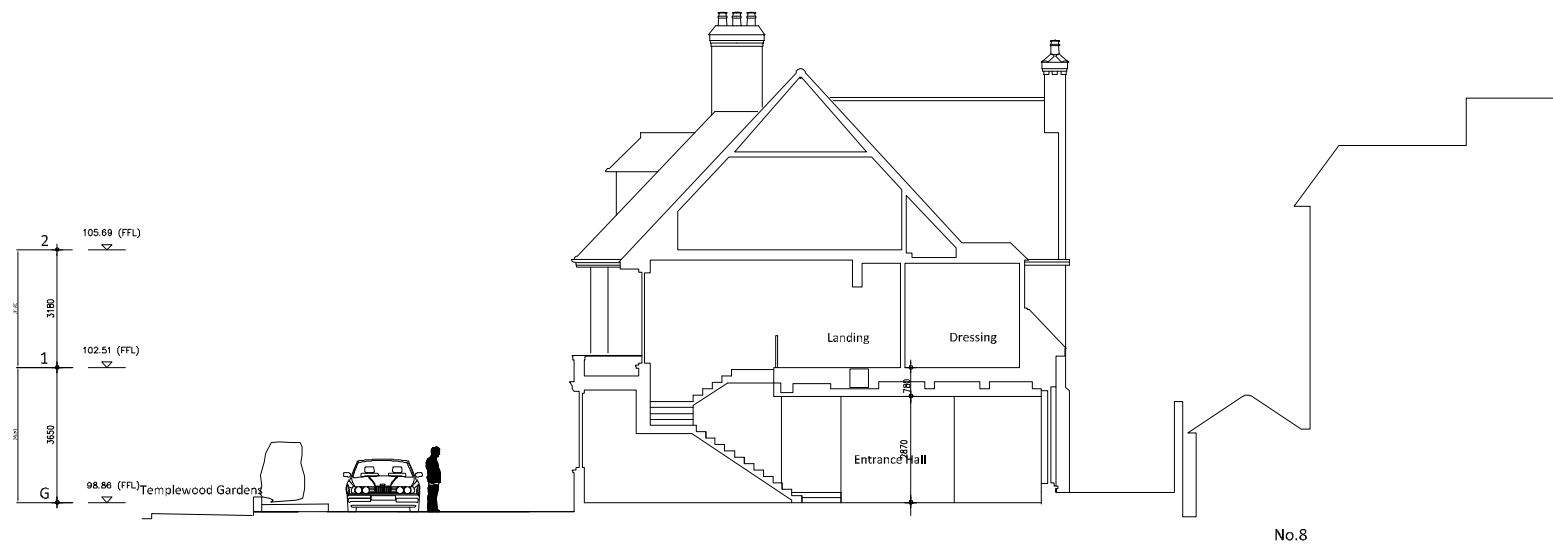 2
105.69 (FFL)
3180
1
102.51 (FFL)
Landing
Dressing
780
3650
2870
Entrance Hall
G
98.86 (FFL)
Templewood Gardens
No.8